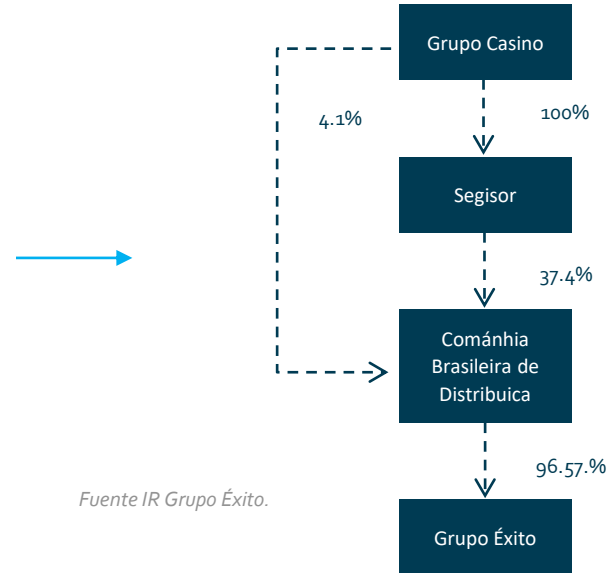 Grupo Casino
4.1%
100%
Segisor
37.4%
Cománhia
Brasileira de
Distribuica
96.57.%
Fuente IR Grupo Éxito.
Grupo Éxito